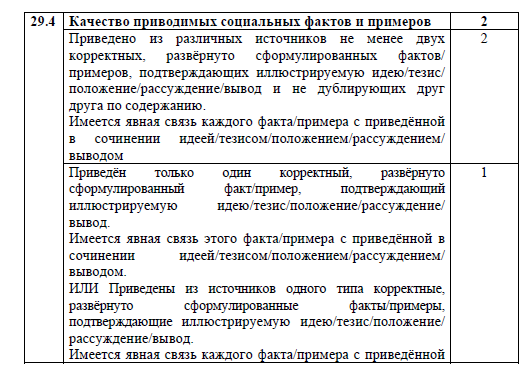 29.4 Качество приводимых социальных фактов и примеров 2
Приведено из различных источников не менее двух 2
корректных, развёрнуто сформулированных фактов/
примеров, подтверждающих иллюстрируемую идею/тезис/
положение/рассуждение/вывод и не дублирующих друг
друга по содержанию.
Имеется явная связь каждого факта/примера с приведённой
в сочинении идеей/тезисом/положением/рассуждением/
выводом
Приведён только один корректный, развёрнуто 1
сформулированный факт/пример, подтверждающий
иллюстрируемую идею/тезис/положение/рассуждение/
вывод.
Имеется явная связь этого факта/примера с приведённой в
сочинении идеей/тезисом/положением/рассуждением/
выводом.
ИЛИ Приведены из источников одного типа корректные,
развёрнуто сформулированные факты/примеры,
подтверждающие иллюстрируемую идею/тезис/положение/
рассуждение/вывод.
Имеется явная связь каждого факта/примера с приведённой